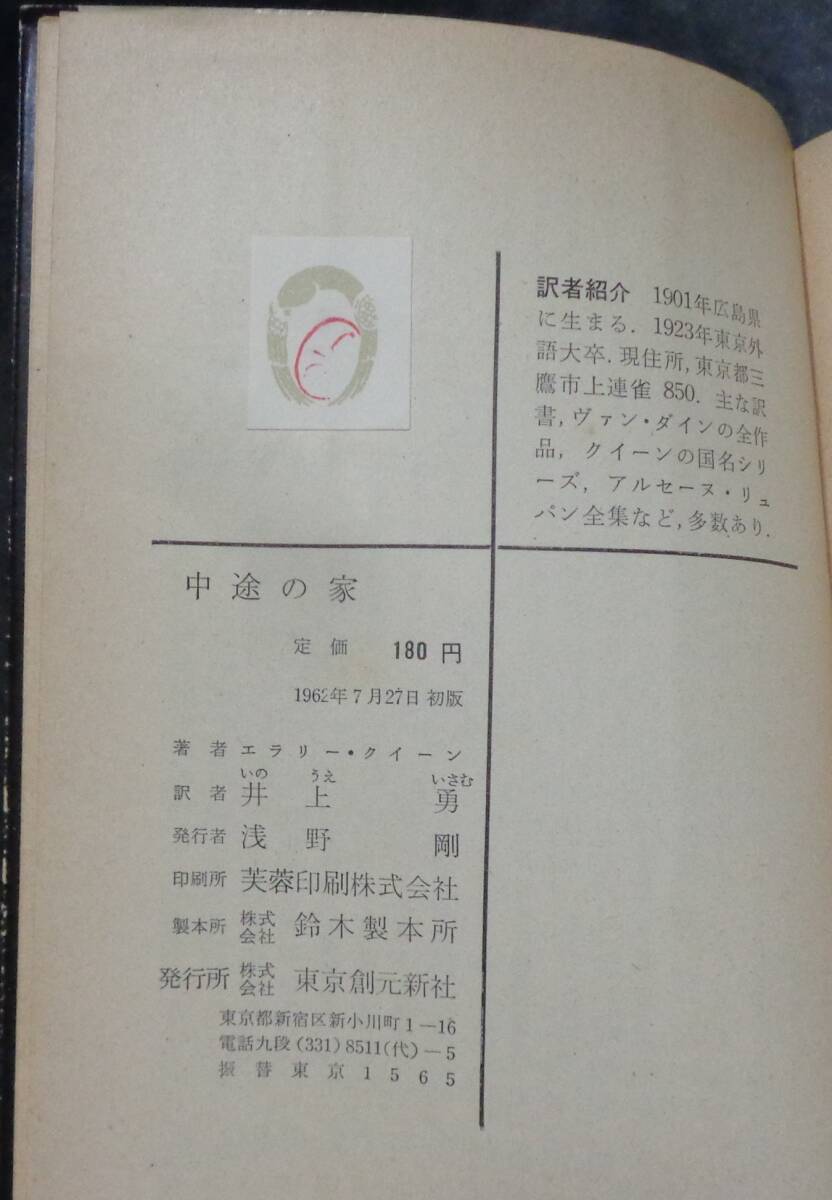 訳者紹介 1901年広島県
に生まる. 1923年東京外
語大卒. 現住所, 東京都三
鷹市上連雀 850. 主な訳
書, ヴァン・ダインの全作
品, クイーンの国名シリ
ーズ, アルセーヌ・リュ
パン全集など, 多数あり.
中途の家
定価 180円
1962年7月27日 初版
著者 エラリー・クイーン
いの うえ いさむ
訳者 井上 勇
発行者 浅野 剛
印刷所 芙蓉印刷株式会社
製本所 株式会社 鈴木製本所
発行所 株式会社 東京創元新社
東京都新宿区新小川町1—16
電話九段(331)8511(代)—5
振替東京1565